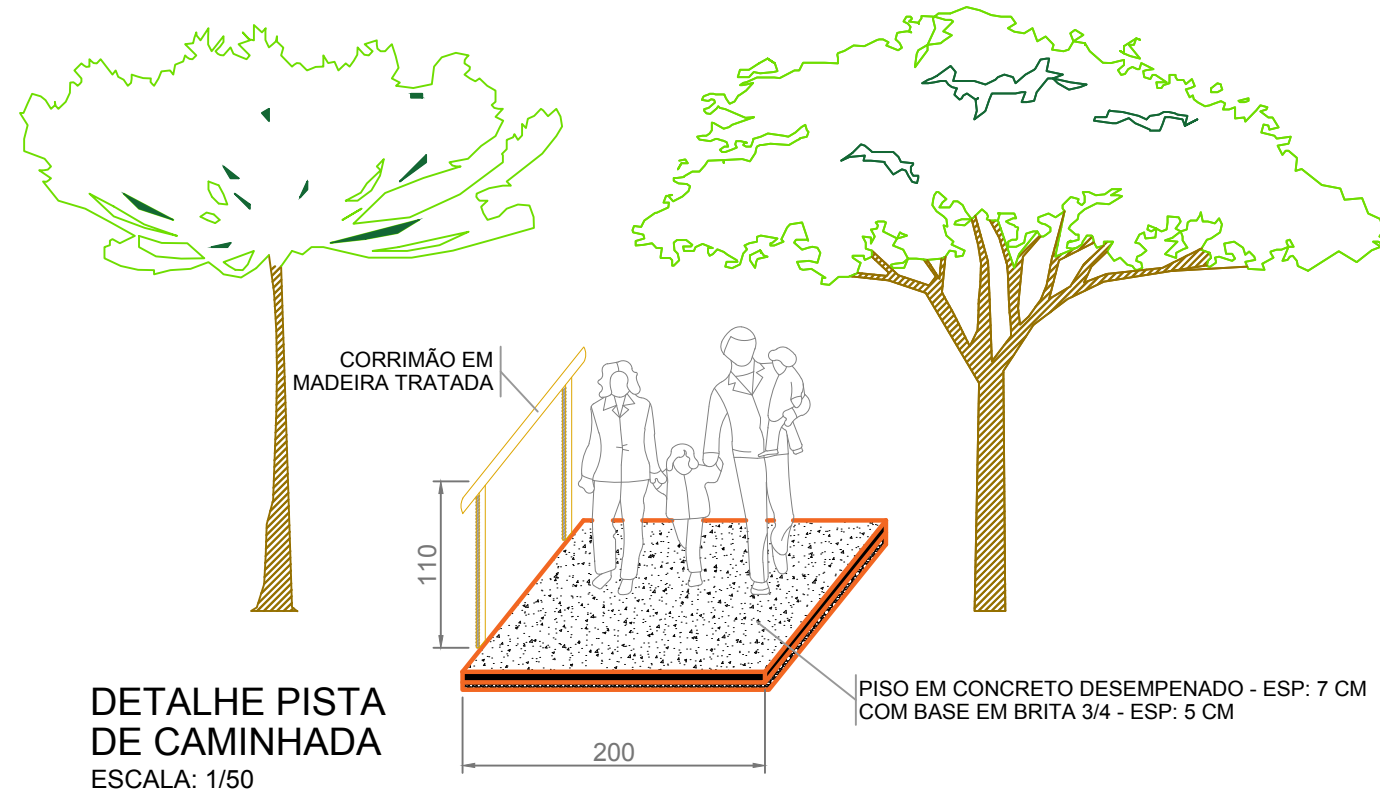 CORRIMÃO EM
MADEIRA TRATADA
110
PISO EM CONCRETO DESEMPENADO - ESP: 7 CM
COM BASE EM BRITA 3/4 - ESP: 5 CM
200
DETALHE PISTA
DE CAMINHADA
ESCALA: 1/50